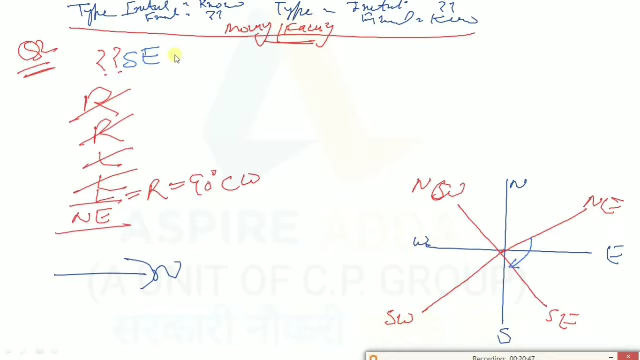 Type Initial = Know
Final = ??
Type = Initial ??
Final = Know
Moving / Facing
Q2
?? SE
R
R
L
L = R = 90° CW
NE
N
NW
N
NE
W
E
SW
SE
S
ASPIRE
(A UNIT OF C.P. GROUP)
सरकारी नौकरी
Recording: 00:20:47